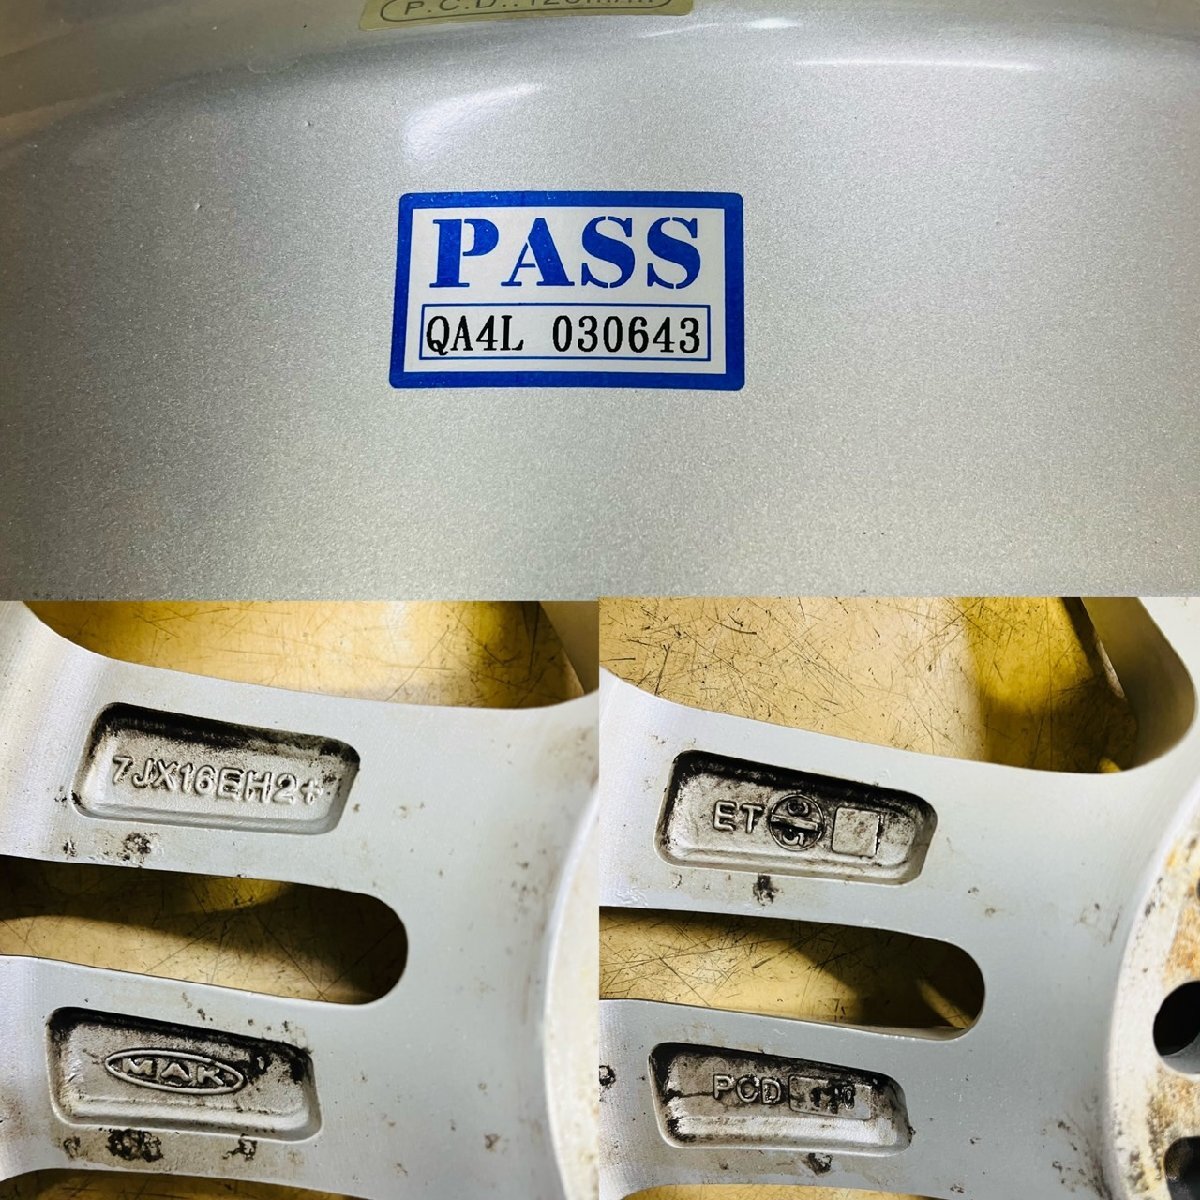 PASS
QA4L 030643
7JX16EH2+
MAK
ET
PCD